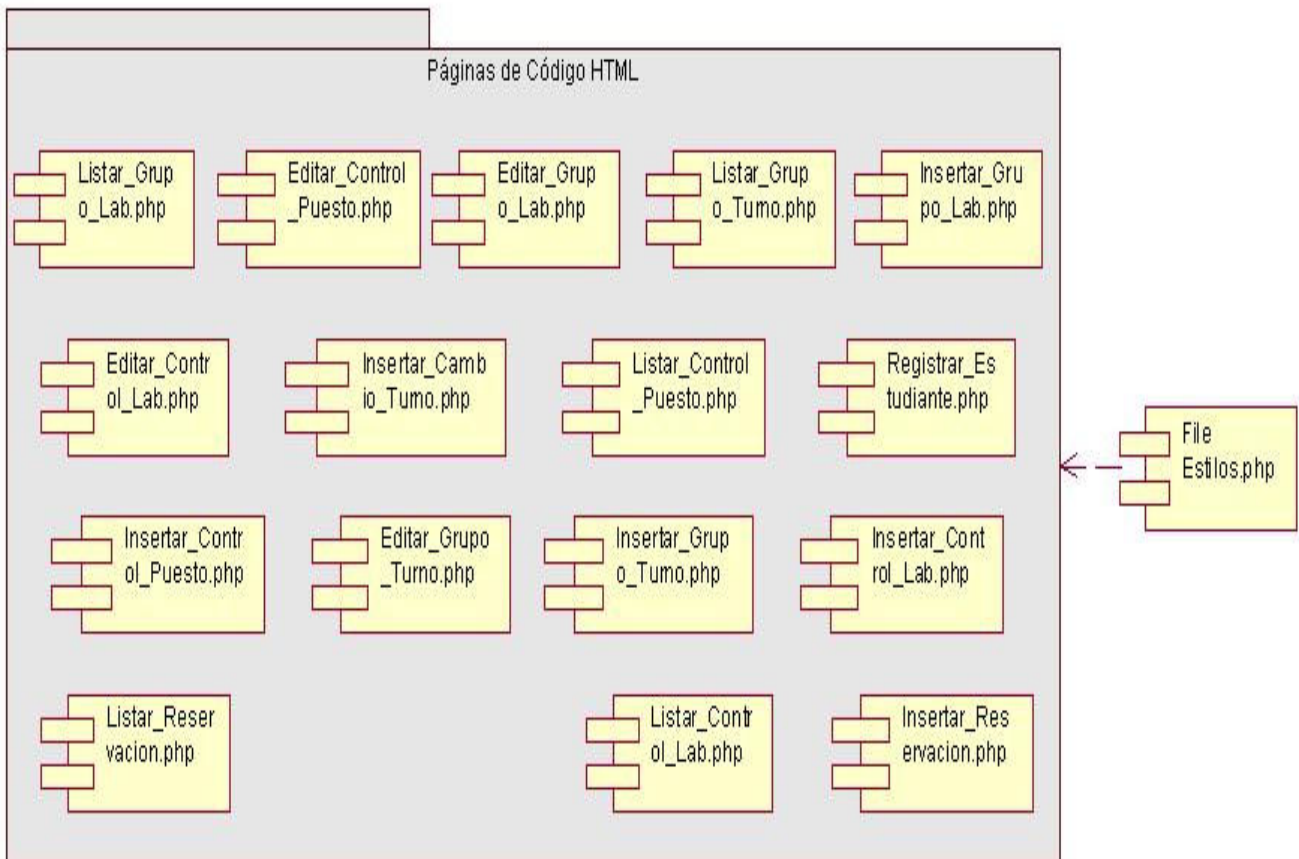 Páginas de Código HTML
Listar_Grup
o_Lab.php
Editar_Control
_Puesto.php
Editar_Grup
o_Lab.php
Listar_Grup
o_Turno.php
Insertar_Gru
po_Lab.php
Editar_Contr
ol_Lab.php
Insertar_Camb
io_Turno.php
Listar_Control
_Puesto.php
Registrar_Es
tudiante.php
File
Estilos.php
Insertar_Contr
ol_Puesto.php
Editar_Grupo
_Turno.php
Insertar_Grup
o_Turno.php
Insertar_Cont
rol_Lab.php
Listar_Reser
vacion.php
Listar_Contr
ol_Lab.php
Insertar_Res
ervacion.php